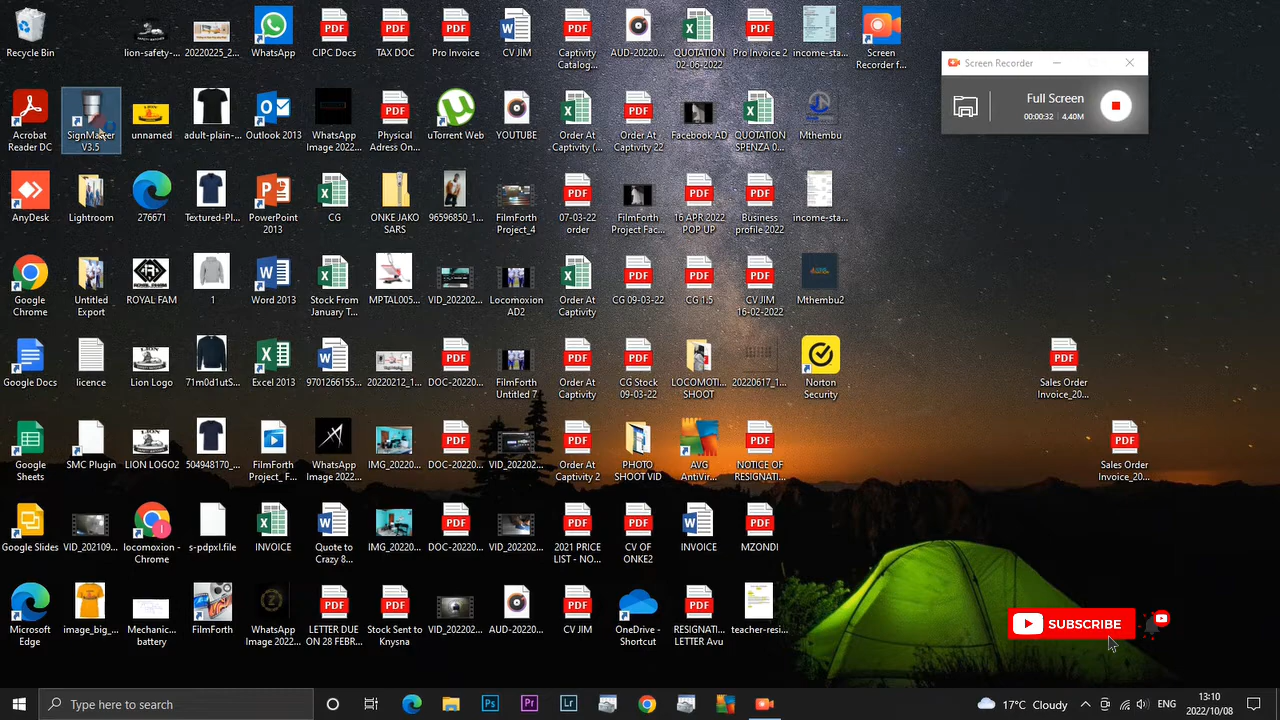 Recycle Bin
20220225_2...
WhatsApp
CIPC Docs
TAX DOC
Pro Invoice
CV JIM
Captivity
Catalog...
AUD-20220...
QUOTATION
02-06-2022
Pro Invoice 2
income-sta...
Screen
Recorder f...
Screen Recorder
Full Screen
00:00:32
4.40M
Acrobat
Reader DC
SignMa
V3.5
unnamed
adult-plain-...
Outlook 2013
WhatsApp
Image 2022...
Physical
Adress On...
uTorrent Web
YOUTUBE
Order At
Captivity (...
Order At
Captivity 22
Facebook AD
QUOTATION
SPENZA 0...
Mthembu
AnyDesk
Lightroom
276671
Textured-Pl...
PowerPoint
2013
CG
ONKE JAKO
SARS
96596850_1...
FilmForth
Project_4
07-03-22
order
FilmForth
Project Fac...
16 APR 2022
POP UP
Business
profile 2022
income-sta...
Google
Chrome
Untitled
Export
ROYAL FAM
1
Word 2013
Stock From
January T...
MPTAL005...
VID_202202...
Locomoxion
AD2
Order At
Captivity
CG 09-03-22
CG 1.5
CV JIM
16-02-2022
Mthembu2
Google Docs
licence
Lion Logo
71m0d1utS...
Excel 2013
9701266155...
20220212_1...
DOC-20220...
FilmForth
Untitled 7
Order At
Captivity
CG Stock
09-03-22
LOCOMOTI...
SHOOT
20220617_1...
Norton
Security
Sales Order
Invoice_20...
Google
Sheets
SMC Plugin
LION LOGO2
504948170_...
FilmForth
Project_ F...
WhatsApp
Image 2022...
IMG_20220...
DOC-20220...
VID_202202...
Order At
Captivity 2
PHOTO
SHOOT VID
AVG
AntiVir...
NOTICE OF
RESIGNATI...
Sales Order
Invoice_2...
Google Slides
locomoxion -
Chrome
s-pdpxl.file
INVOICE
Quote to
Crazy 8...
IMG_20220...
DOC-20220...
VID_202202...
2021 PRICE
LIST - NO...
CV OF
ONKE2
INVOICE
MZONDI
Microsoft
Edge
image_big_...
Mechanic
battery
FilmForth
WhatsApp
Image 2022...
LETTER DUE
ON 28 FEBR...
Stock Sent to
Knysna
VID_202202...
AUD-20220...
CV JIM
OneDrive -
Shortcut
RESIGNATI...
LETTER Avu
teacher-resi...
SUBSCRIBE
Type here to search
Ps
Pr
Lr
17°C Cloudy
ENG
13:10
2022/10/08